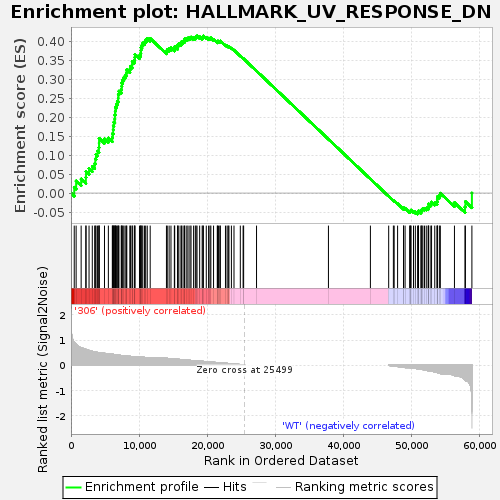 Enrichment plot: HALLMARK_UV_RESPONSE_DN
Enrichment score (ES)
0.40
0.35
0.30
0.25
0.20
0.15
0.10
0.05
0.00
-0.05
'306' (positively correlated)
Ranked list metric (Signal2Noise)
2
1
0
-1
-2
Zero cross at 25499
'WT' (negatively correlated)
0
10,000
20,000
30,000
40,000
50,000
60,000
Rank in Ordered Dataset
Enrichment profile
Hits
Ranking metric scores